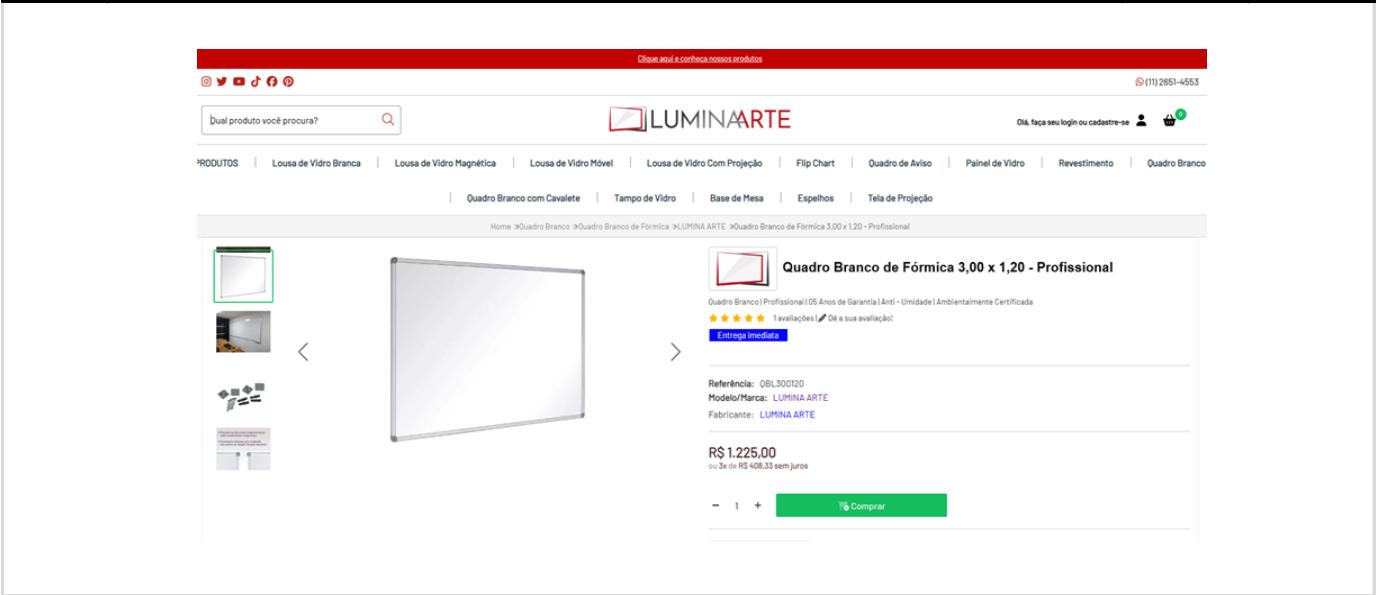 Clique aqui e conheça nossos produtos
(11) 2651-4553
Qual produto você procura?
LUMINAARTE
Olá, faça seu login ou cadastre-se
0
PRODUTOS | Lousa de Vidro Branca | Lousa de Vidro Magnética | Lousa de Vidro Móvel | Lousa de Vidro Com Projeção | Flip Chart | Quadro de Aviso | Painel de Vidro | Revestimento | Quadro Branco
| Quadro Branco com Cavalete | Tampo de Vidro | Base de Mesa | Espelhos | Tela de Projeção
Home »Quadro Branco »Quadro Branco de Fórmica »LUMINA ARTE »Quadro Branco de Fórmica 3,00 x 1,20 - Profissional
Quadro Branco de Fórmica 3,00 x 1,20 - Profissional
Quadro Branco | Profissional | 05 Anos de Garantia | Anti - Umidade | Ambientalmente Certificada
1 avaliações | Dê a sua avaliação!
Entrega imediata
Referência: QBL300120
Modelo/Marca: LUMINA ARTE
Fabricante: LUMINA ARTE
R$ 1.225,00
ou 3x de R$ 408,33 sem juros
- 1 + Comprar